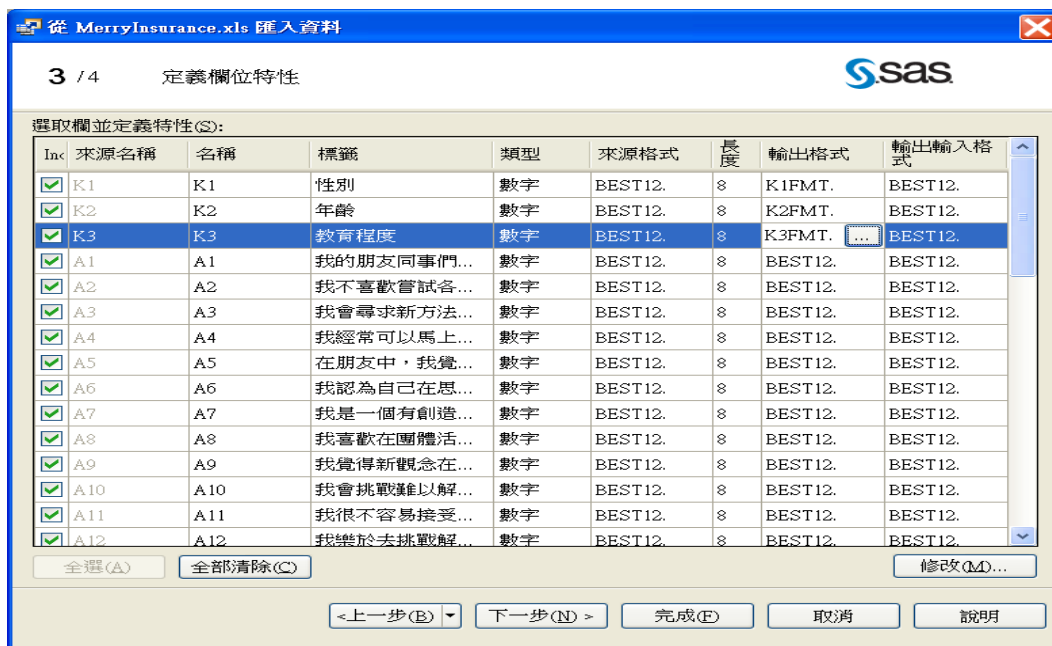 從 MerryInsurance.xls 匯入資料
3 /4 定義欄位特性
sas
選取欄並定義特性(S):
Inc 來源名稱 名稱 標籤 類型 來源格式 長度 輸出格式 輸出輸入格式
K1 K1 性別 數字 BEST12. 8 K1FMT. BEST12.
K2 K2 年齡 數字 BEST12. 8 K2FMT. BEST12.
K3 K3 教育程度 數字 BEST12. 8 K3FMT. ... BEST12.
A1 A1 我的朋友同事們... 數字 BEST12. 8 BEST12. BEST12.
A2 A2 我不喜歡嘗試各... 數字 BEST12. 8 BEST12. BEST12.
A3 A3 我會尋求新方法... 數字 BEST12. 8 BEST12. BEST12.
A4 A4 我經常可以馬上... 數字 BEST12. 8 BEST12. BEST12.
A5 A5 在朋友中，我覺... 數字 BEST12. 8 BEST12. BEST12.
A6 A6 我認為自己在思... 數字 BEST12. 8 BEST12. BEST12.
A7 A7 我是一個有創造... 數字 BEST12. 8 BEST12. BEST12.
A8 A8 我喜歡在團體活... 數字 BEST12. 8 BEST12. BEST12.
A9 A9 我覺得新觀念在... 數字 BEST12. 8 BEST12. BEST12.
A10 A10 我會挑戰難以解... 數字 BEST12. 8 BEST12. BEST12.
A11 A11 我很不容易接受... 數字 BEST12. 8 BEST12. BEST12.
A12 A12 我樂於去挑戰解... 數字 BEST12. 8 BEST12. BEST12.
全選(A) 全部清除(C) 修改(M)...
<上一步(B) 下一步(N) > 完成(F) 取消 說明